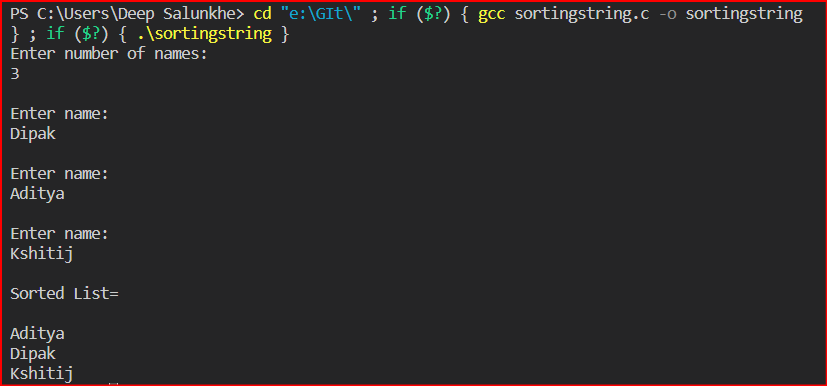 PS C:\Users\Deep Salunkhe> cd "e:\GIt\" ; if ($?) { gcc sortingstring.c -o sortingstring
} ; if ($?) { .\sortingstring }
Enter number of names:
3
Enter name:
Dipak
Enter name:
Aditya
Enter name:
Kshitij
Sorted List=
Aditya
Dipak
Kshitij